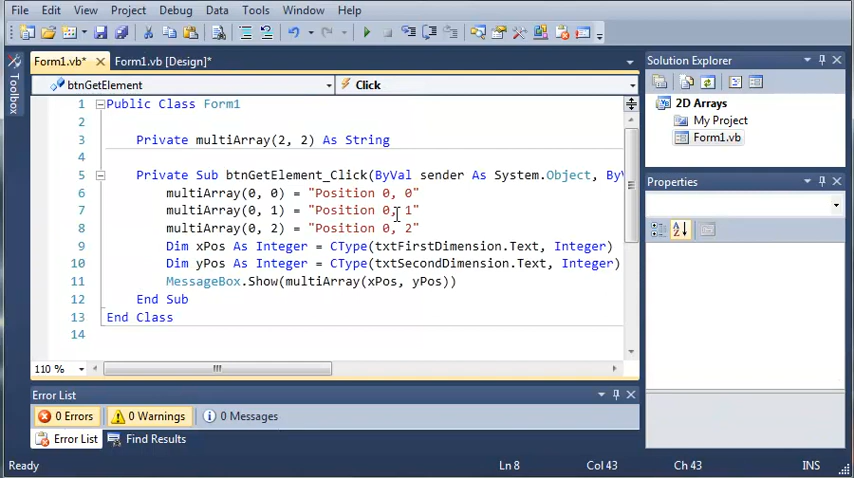 File Edit View Project Debug Data Tools Window Help
Form1.vb* Form1.vb [Design]*
Toolbox
btnGetElement Click
1 Public Class Form1
2
3 Private multiArray(2, 2) As String
4
5 Private Sub btnGetElement_Click(ByVal sender As System.Object, ByV
6 multiArray(0, 0) = "Position 0, 0"
7 multiArray(0, 1) = "Position 0, 1"
8 multiArray(0, 2) = "Position 0, 2"
9 Dim xPos As Integer = CType(txtFirstDimension.Text, Integer)
10 Dim yPos As Integer = CType(txtSecondDimension.Text, Integer)
11 MessageBox.Show(multiArray(xPos, yPos))
12 End Sub
13 End Class
14
110 %
Solution Explorer
2D Arrays
My Project
Form1.vb
Properties
Error List
0 Errors 0 Warnings 0 Messages
Error List Find Results
Ready Ln 8 Col 43 Ch 43 INS